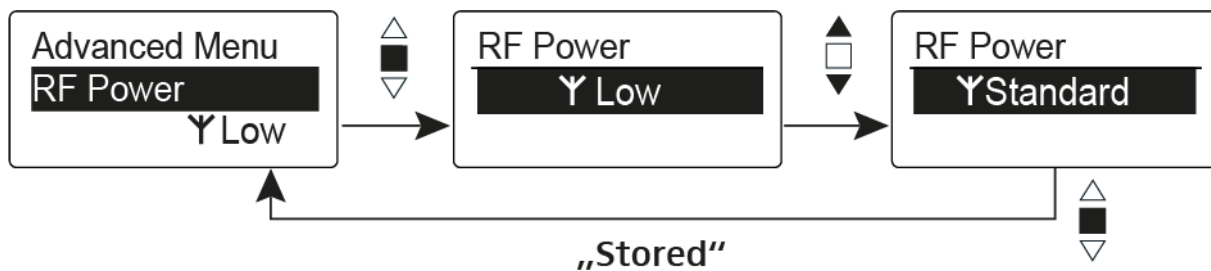 Advanced Menu
RF Power
Low
RF Power
Low
RF Power
Standard
„Stored“